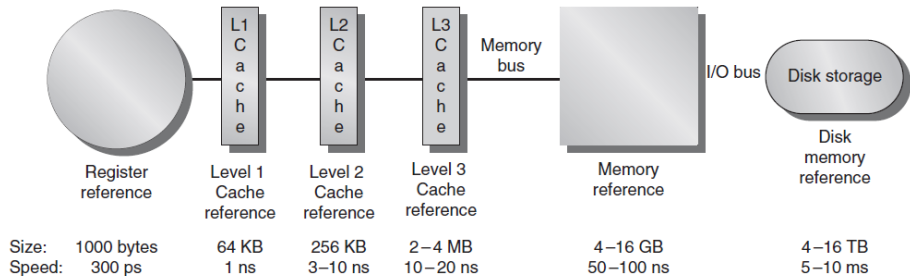 L1
C
a
c
h
e
L2
C
a
c
h
e
L3
C
a
c
h
e
Memory
bus
I/O bus
Disk storage
Register
reference
Level 1
Cache
reference
Level 2
Cache
reference
Level 3
Cache
reference
Memory
reference
Disk
memory
reference
Size: 1000 bytes 64 KB 256 KB 2–4 MB 4–16 GB 4–16 TB
Speed: 300 ps 1 ns 3–10 ns 10–20 ns 50–100 ns 5–10 ms